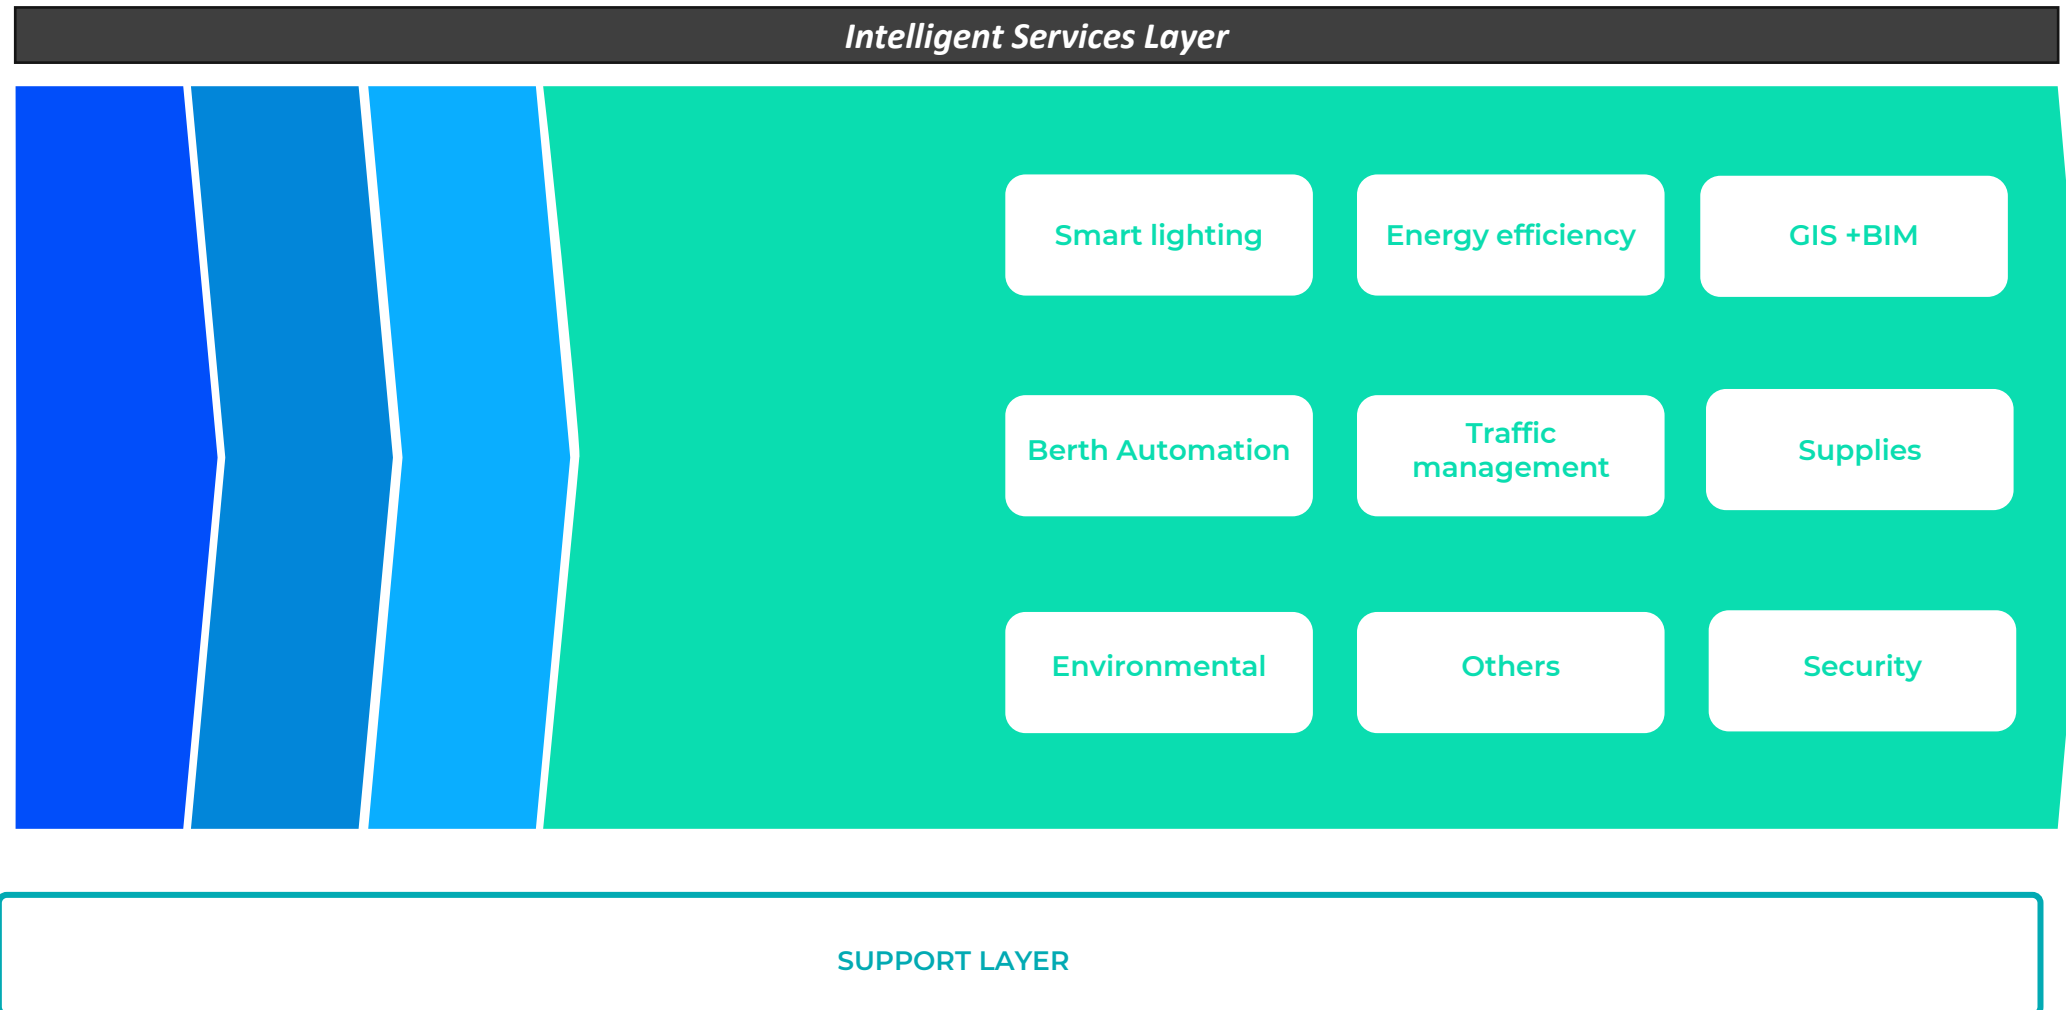 Intelligent Services Layer
Smart lighting
Energy efficiency
GIS +BIM
Berth Automation
Traffic
management
Supplies
Environmental
Others
Security
SUPPORT LAYER